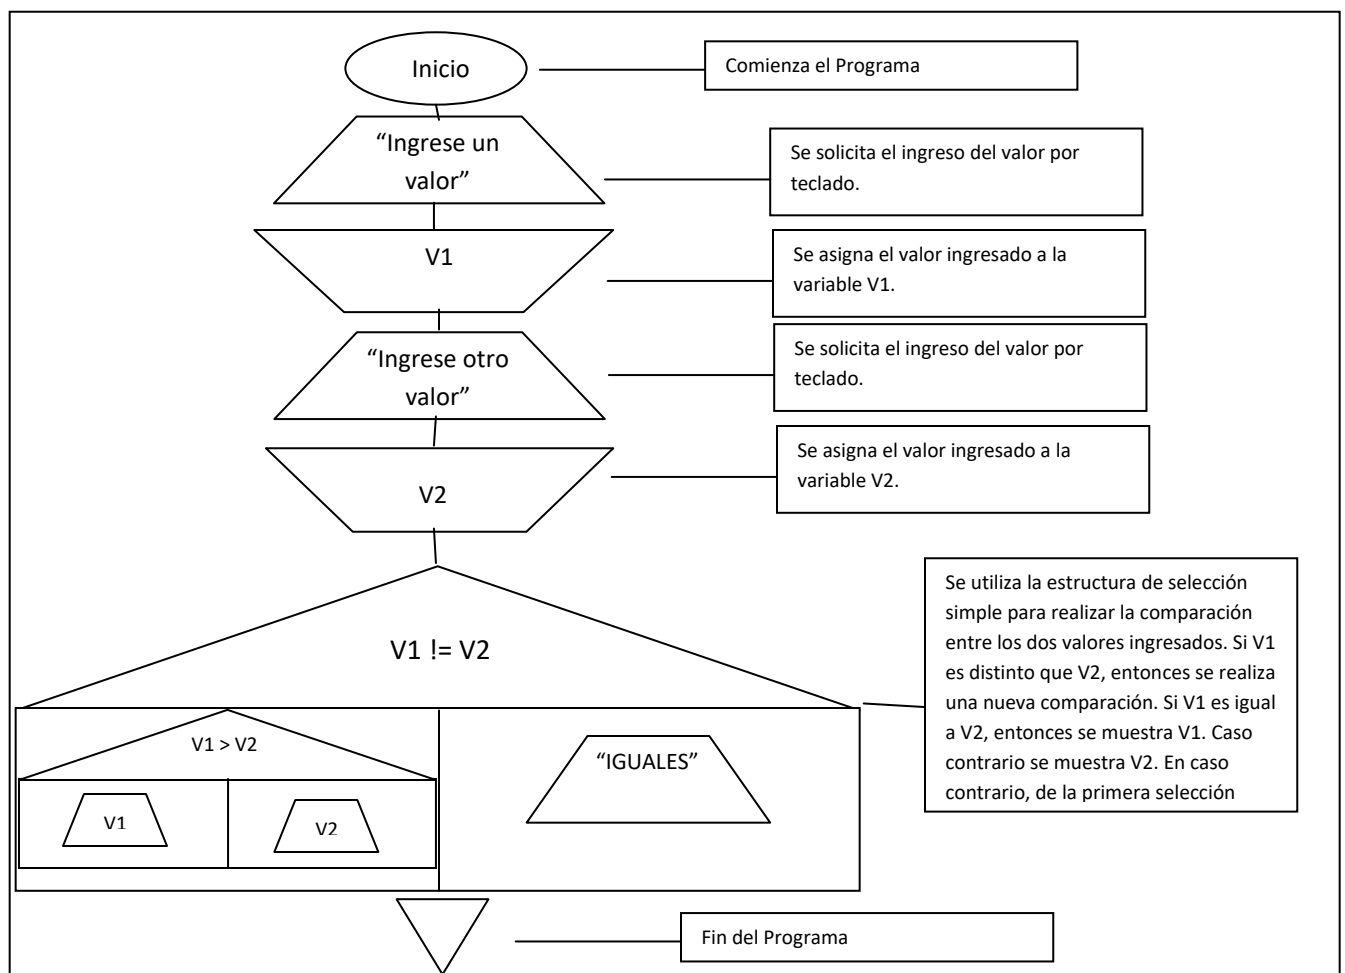 Inicio
Comienza el Programa
“Ingrese un
valor”
Se solicita el ingreso del valor por
teclado.
V1
Se asigna el valor ingresado a la
variable V1.
“Ingrese otro
valor”
Se solicita el ingreso del valor por
teclado.
V2
Se asigna el valor ingresado a la
variable V2.
V1 != V2
Se utiliza la estructura de selección
simple para realizar la comparación
entre los dos valores ingresados. Si V1
es distinto que V2, entonces se realiza
una nueva comparación. Si V1 es igual
a V2, entonces se muestra V1. Caso
contrario se muestra V2. En caso
contrario, de la primera selección
V1 > V2
V1
V2
“IGUALES”
Fin del Programa